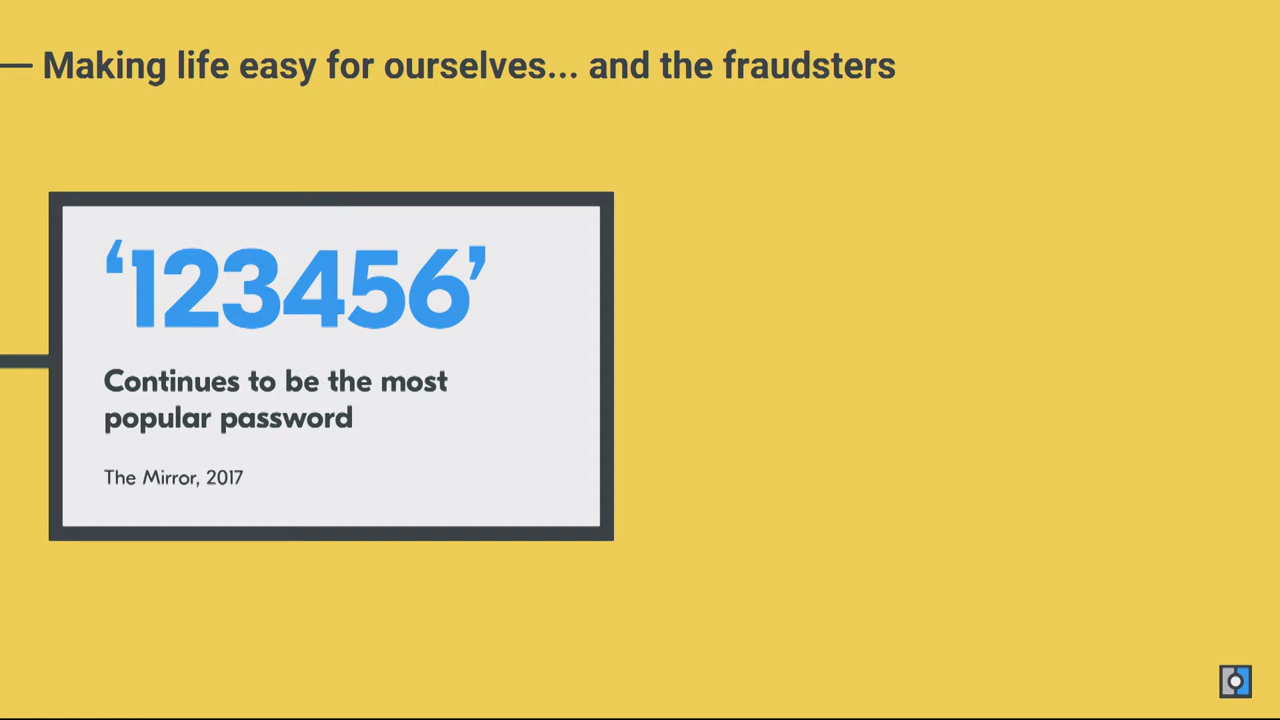 Making life easy for ourselves... and the fraudsters
‘123456’
Continues to be the most
popular password
The Mirror, 2017